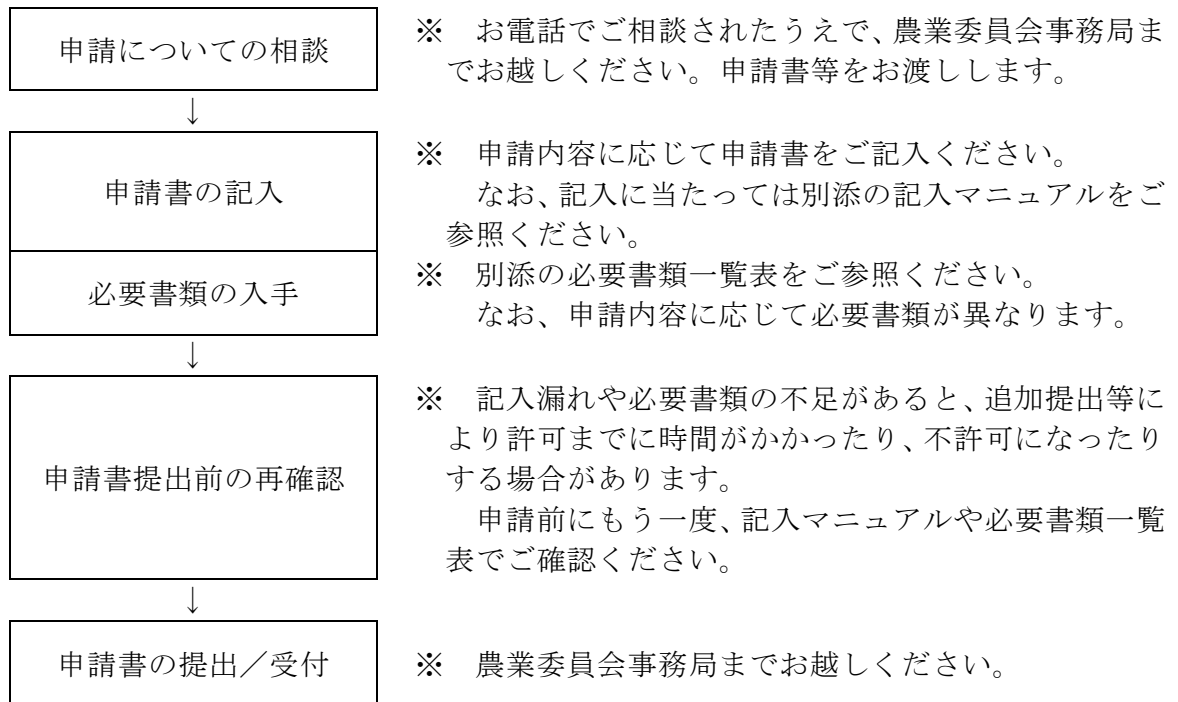 申請についての相談
※　お電話でご相談されたうえで、農業委員会事務局ま
でお越しください。申請書等をお渡しします。
↓
申請書の記入
※　申請内容に応じて申請書をご記入ください。
なお、記入に当たっては別添の記入マニュアルをご
参照ください。
必要書類の入手
※　別添の必要書類一覧表をご参照ください。
なお、申請内容に応じて必要書類が異なります。
↓
申請書提出前の再確認
※　記入漏れや必要書類の不足があると、追加提出等に
より許可までに時間がかかったり、不許可になったり
する場合があります。
申請前にもう一度、記入マニュアルや必要書類一覧
表でご確認ください。
↓
申請書の提出／受付
※　農業委員会事務局までお越しください。